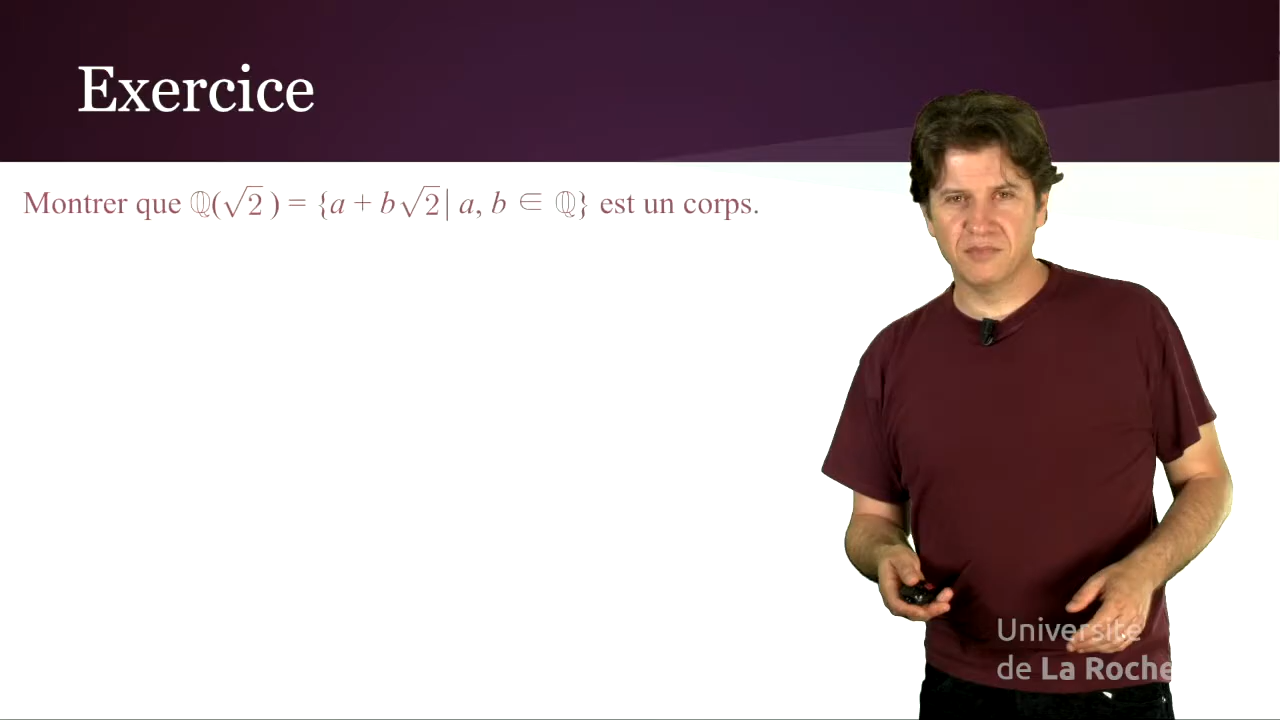 Exercice
Montrer que ℚ(√2) = {a + b√2 | a, b ∈ ℚ} est un corps.
Université
de La Roche